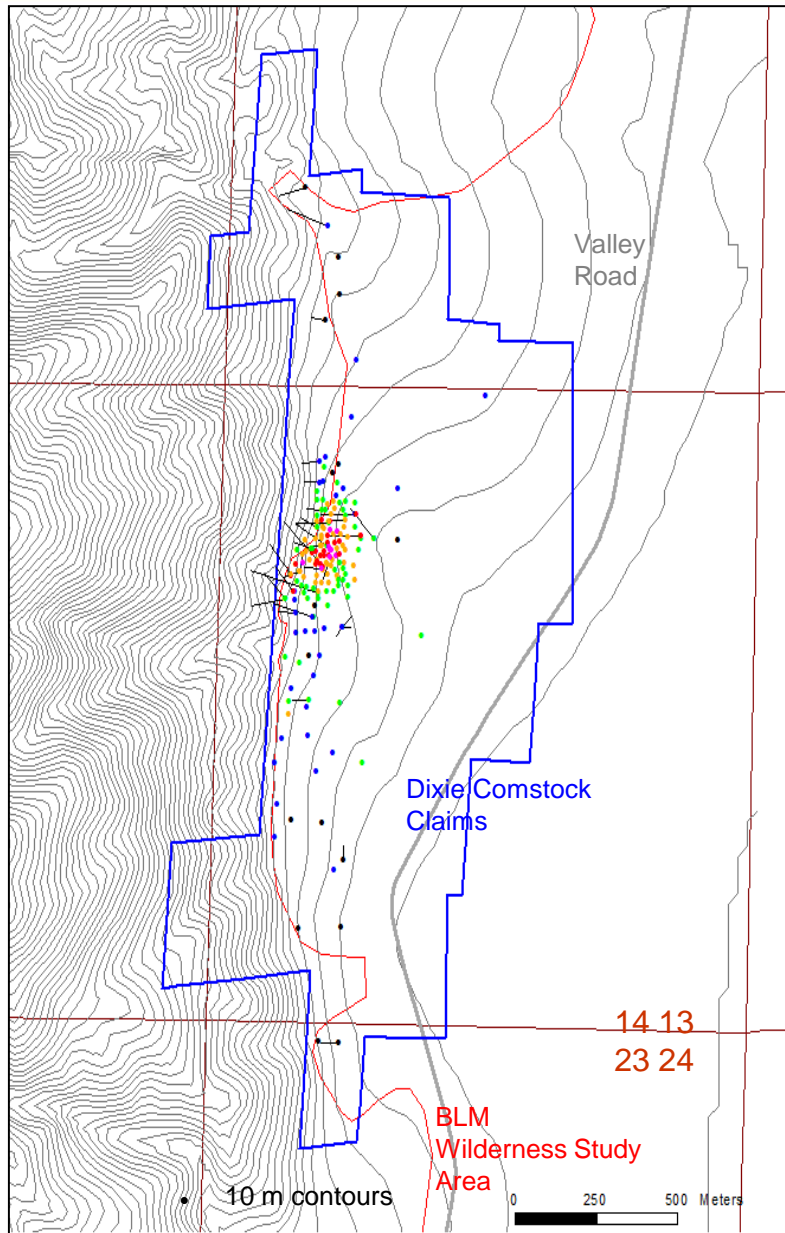 Valley
Road
Dixie Comstock
Claims
14 13
23 24
BLM
Wilderness Study
Area
10 m contours
0 250 500 Meters